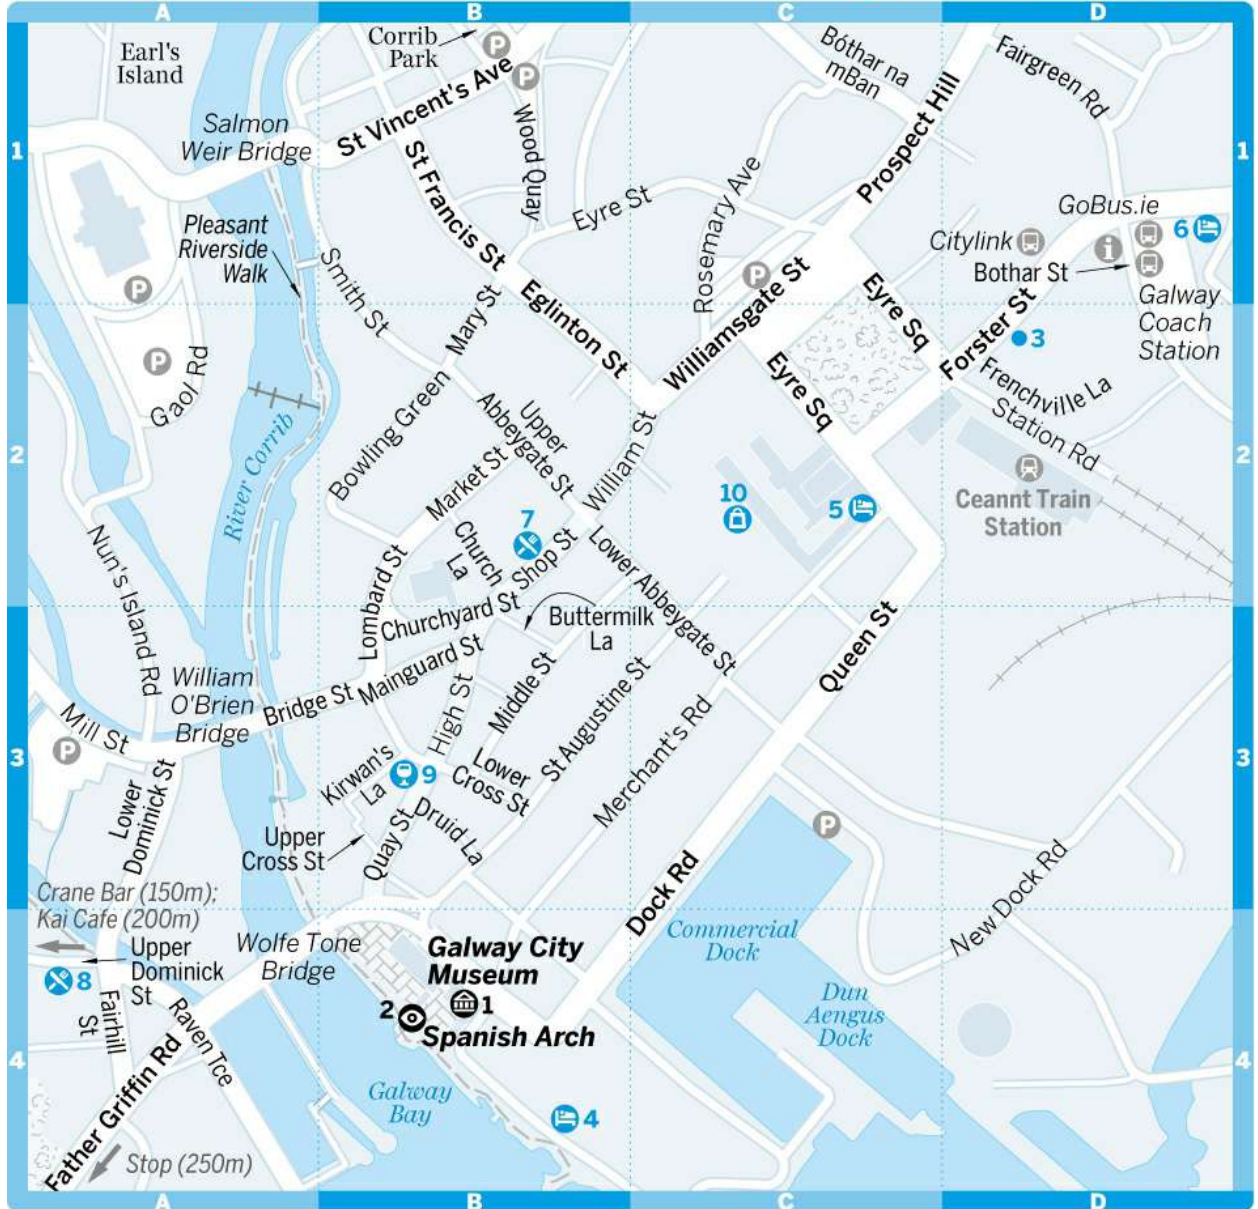 A
B
C
D
Corrib
Park
P
P
Earl's
Island
Bóthar na
mBan
Fairgreen Rd
St Vincent's Ave
Prospect Hill
Salmon
Weir Bridge
Wood Quay
1
1
St Francis St
Eyre St
Rosemary Ave
GoBus.ie
6
Citylink
i
Bothar St
Pleasant
Riverside
Walk
Smith St
P
P
Williamsgate St
Eyre Sq
Galway
Coach
Station
Mary St
Eglinton St
Forster St
3
P
Gaol Rd
Eyre Sq
Frenchville La
Station Rd
Bowling Green
Upper
Abbeygate St
William St
River Corrib
2
2
Market St
10
5
Ceannt Train
Station
7
Church
La
Shop St
Lower Abbeygate St
Nun's Island Rd
Lombard St
Churchyard St
Buttermilk
La
Queen St
Mainguard St
William
O'Brien
Bridge
Bridge St
Middle St
St Augustine St
Merchant's Rd
High St
Mill St
P
3
3
Kirwan's
La
9
Lower
Cross St
Lower
Dominick St
Druid La
P
Upper
Cross St
Quay St
Dock Rd
New Dock Rd
Crane Bar (150m);
Kai Cafe (200m)
Wolfe Tone
Bridge
Galway City
Museum
Commercial
Dock
Upper
Dominick
St
8
Dun
Aengus
Dock
2
1
Spanish Arch
Fairhill
St
Raven Tce
4
4
Galway
Bay
4
Father Griffin Rd
Stop (250m)
A
B
C
D